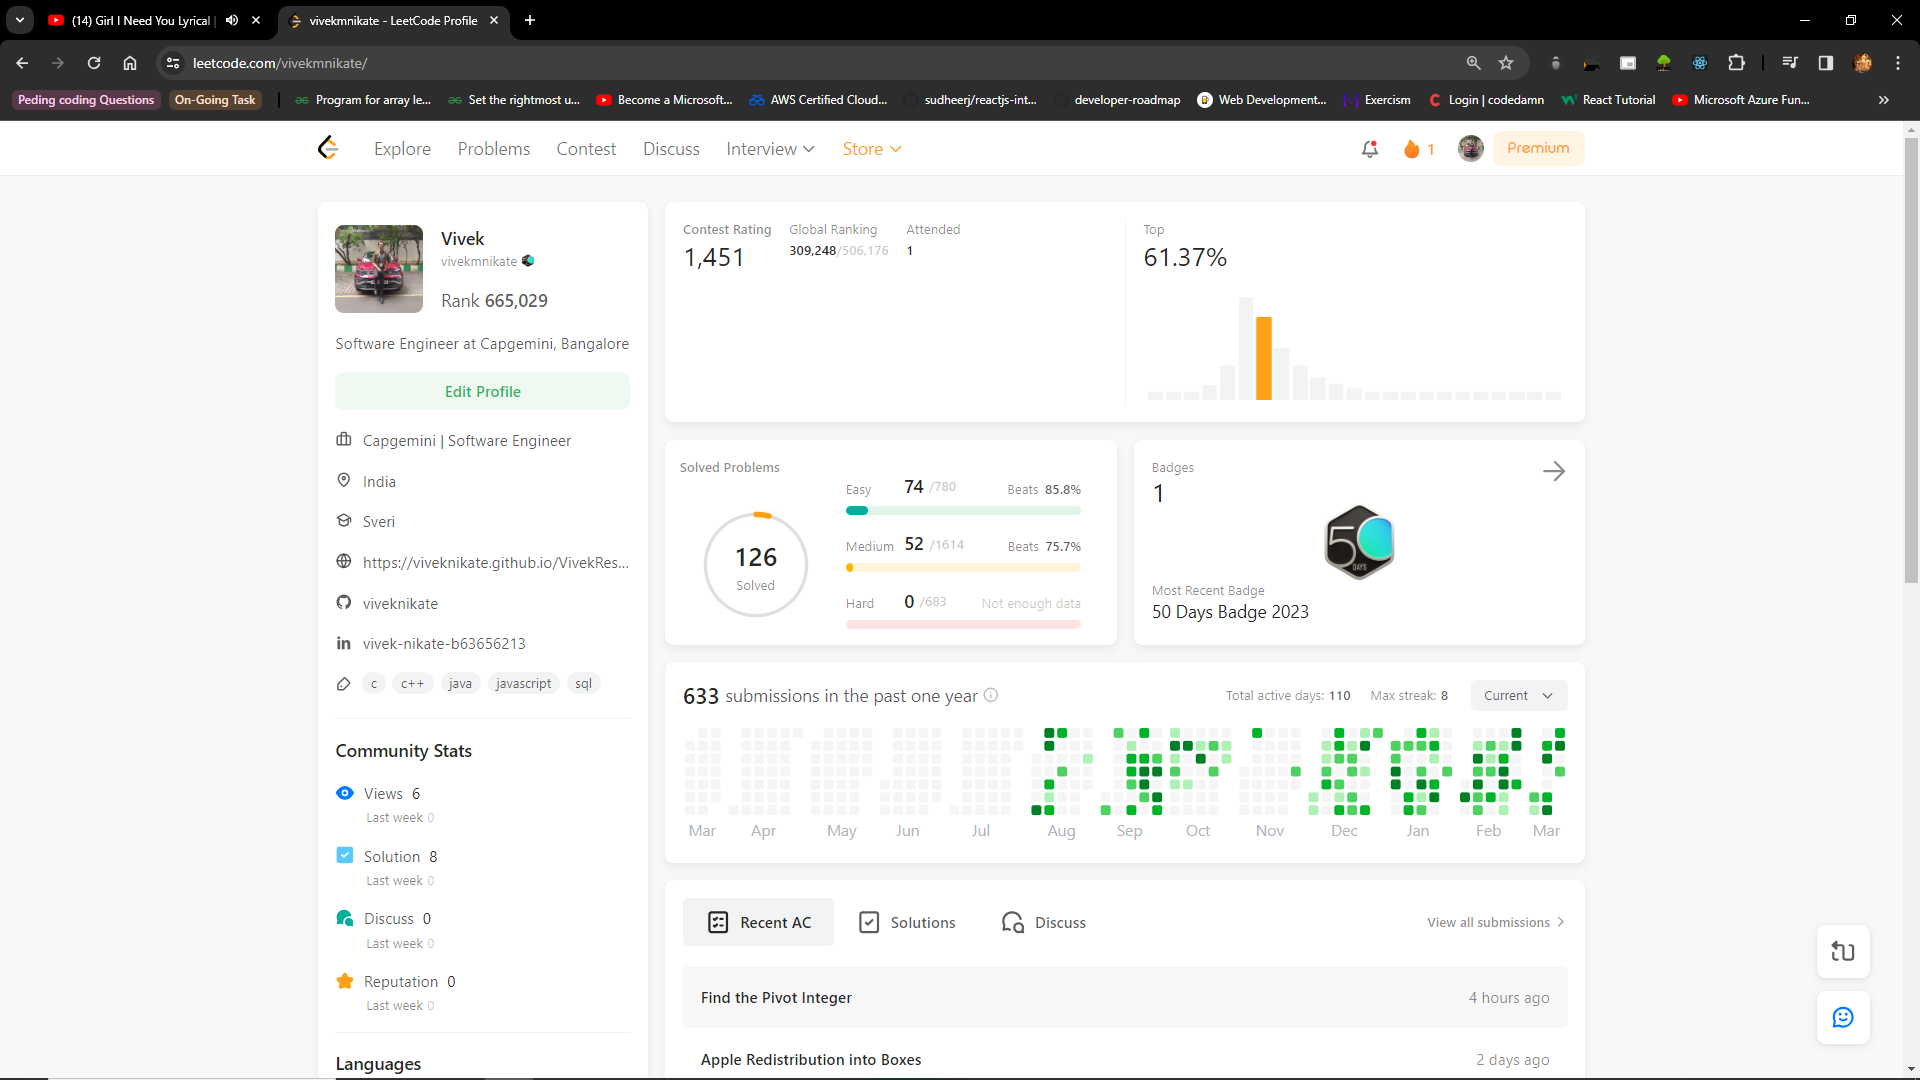 (14) Girl I Need You Lyrical |
vivekmnikate - LeetCode Profile
leetcode.com/vivekmnikate/
Peding coding Questions
On-Going Task
Program for array le...
Set the rightmost u...
Become a Microsoft...
AWS Certified Cloud...
sudheerj/reactjs-int...
developer-roadmap
Web Development...
Exercism
Login | codedamn
React Tutorial
Microsoft Azure Fun...
Explore
Problems
Contest
Discuss
Interview
Store
1
Premium
Vivek
vivekmnikate
Rank 665,029
Software Engineer at Capgemini, Bangalore
Edit Profile
Capgemini | Software Engineer
India
Sveri
https://viveknikate.github.io/VivekRes...
viveknikate
vivek-nikate-b63656213
c
c++
java
javascript
sql
Community Stats
Views 6
Last week 0
Solution 8
Last week 0
Discuss 0
Last week 0
Reputation 0
Last week 0
Languages
Contest Rating
1,451
Global Ranking
309,248/506,176
Attended
1
Top
61.37%
Solved Problems
126
Solved
Easy 74 /780 Beats 85.8%
Medium 52 /1614 Beats 75.7%
Hard 0 /683 Not enough data
Badges
1
50
DAYS
Most Recent Badge
50 Days Badge 2023
633 submissions in the past one year
Total active days: 110
Max streak: 8
Current
Mar Apr May Jun Jul Aug Sep Oct Nov Dec Jan Feb Mar
Recent AC
Solutions
Discuss
View all submissions
Find the Pivot Integer
4 hours ago
Apple Redistribution into Boxes
2 days ago